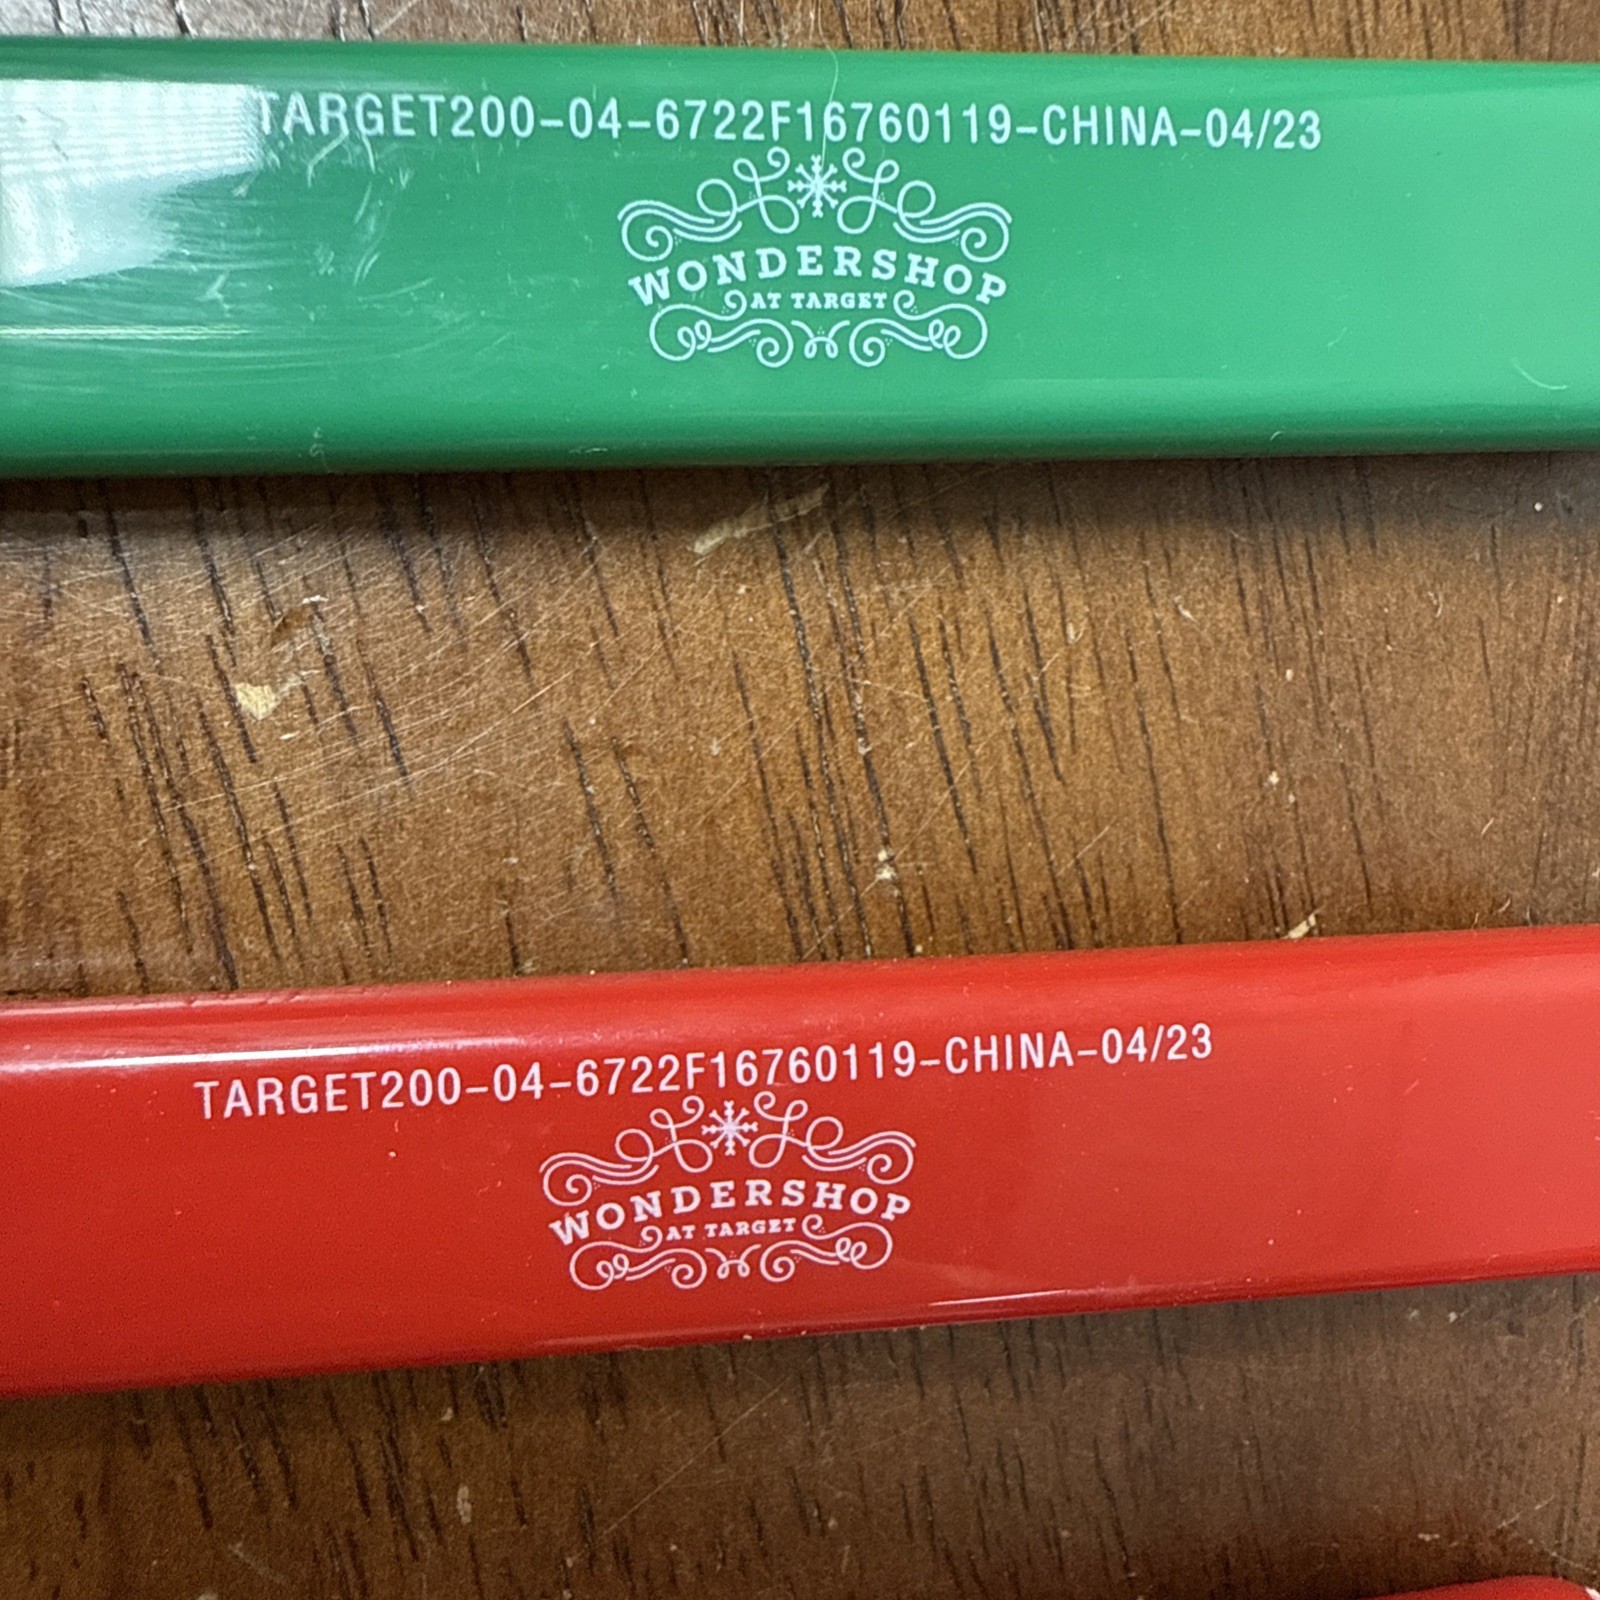 TARGET200-04-6722F16760119-CHINA-04/23
WONDERSHOP
AT TARGET
TARGET200-04-6722F16760119-CHINA-04/23
WONDERSHOP
AT TARGET